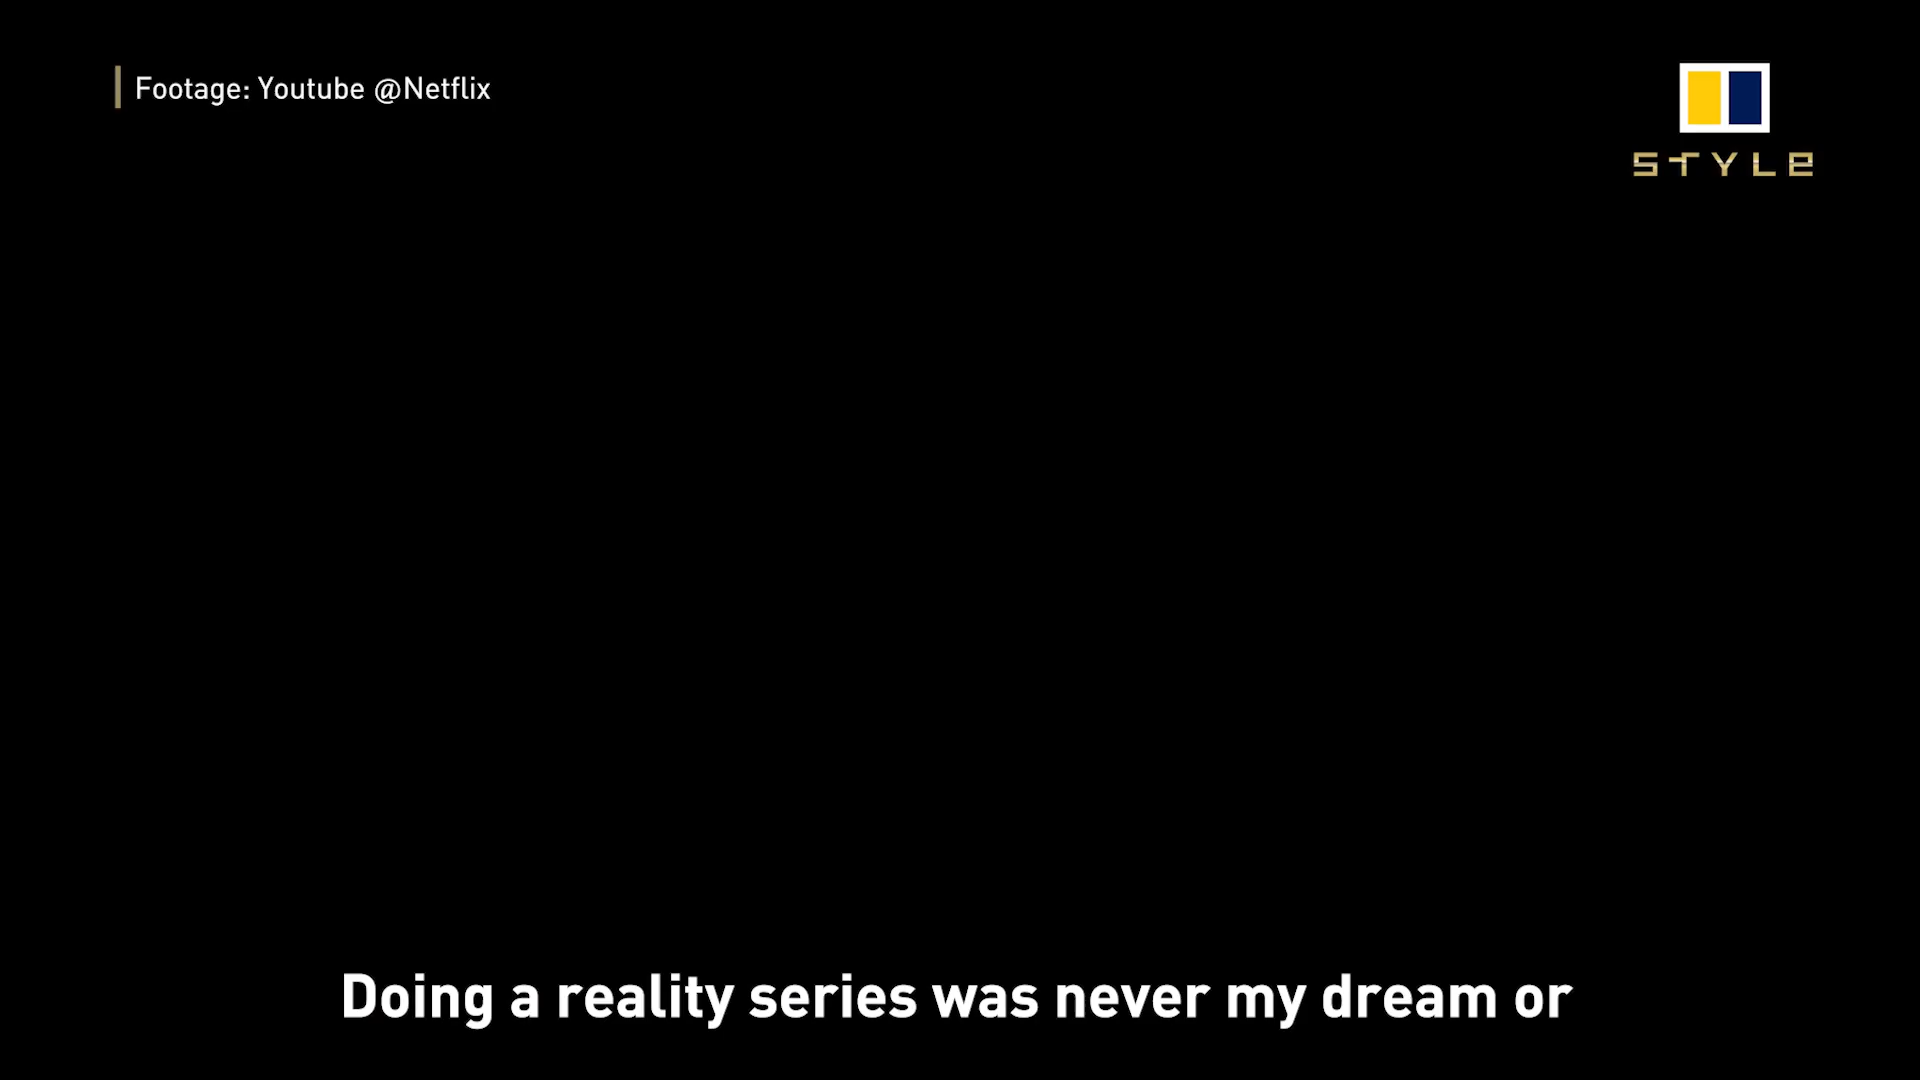 Footage: Youtube @Netflix
STYLE
Doing a reality series was never my dream or